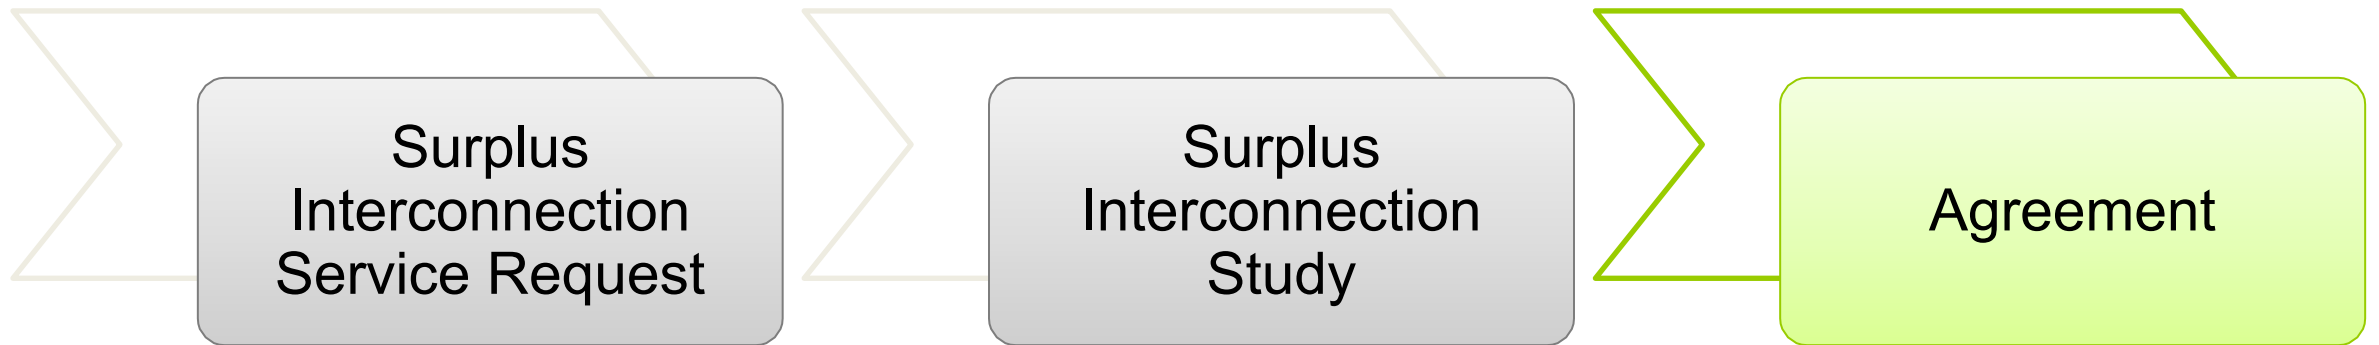 Surplus
Interconnection
Service Request
Surplus
Interconnection
Study
Agreement